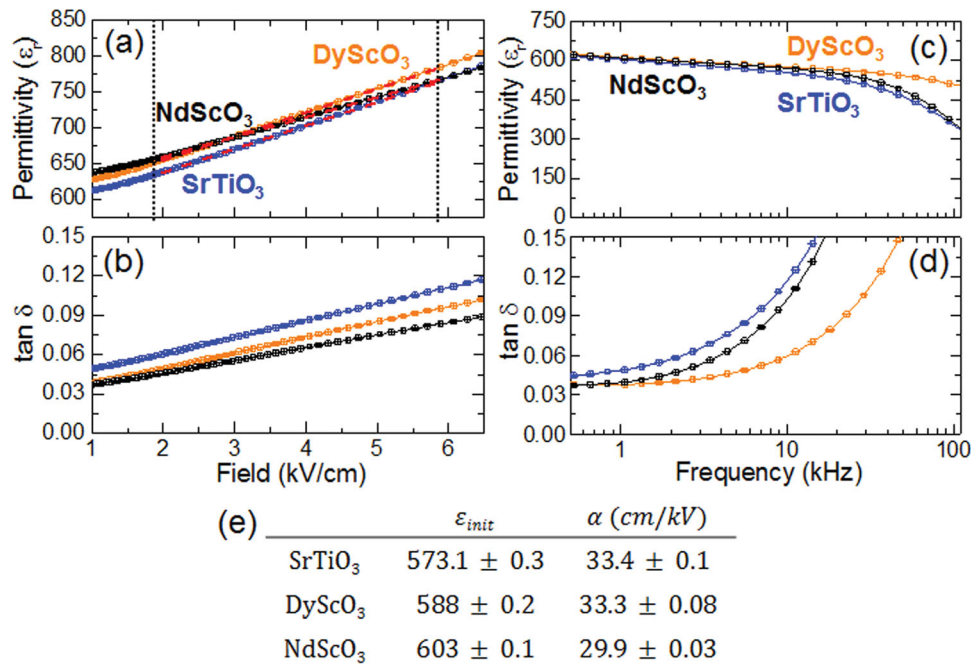 (a)
DyScO₃
NdScO₃
SrTiO₃
Permittivity (εᵣ)
850
800
750
700
650
600
(b)
tan δ
0.15
0.12
0.09
0.06
0.03
0.00
1 2 3 4 5 6
Field (kV/cm)
(c)
DyScO₃
NdScO₃
SrTiO₃
Permittivity (εᵣ)
750
600
450
300
150
0
(d)
tan δ
0.15
0.12
0.09
0.06
0.03
0.00
1 10 100
Frequency (kHz)
(e)
ε_init α (cm/kV)
SrTiO₃ 573.1 ± 0.3 33.4 ± 0.1
DyScO₃ 588 ± 0.2 33.3 ± 0.08
NdScO₃ 603 ± 0.1 29.9 ± 0.03